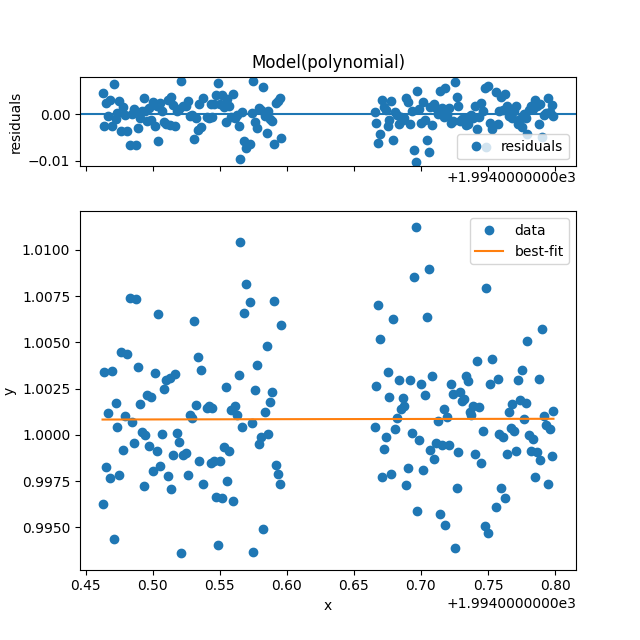 Model(polynomial)
0.00
−0.01
residuals
residuals
+1.9940000000e3
1.0100
1.0075
1.0050
1.0025
1.0000
0.9975
0.9950
y
data
best-fit
0.45 0.50 0.55 0.60 0.65 0.70 0.75 0.80
x
+1.9940000000e3